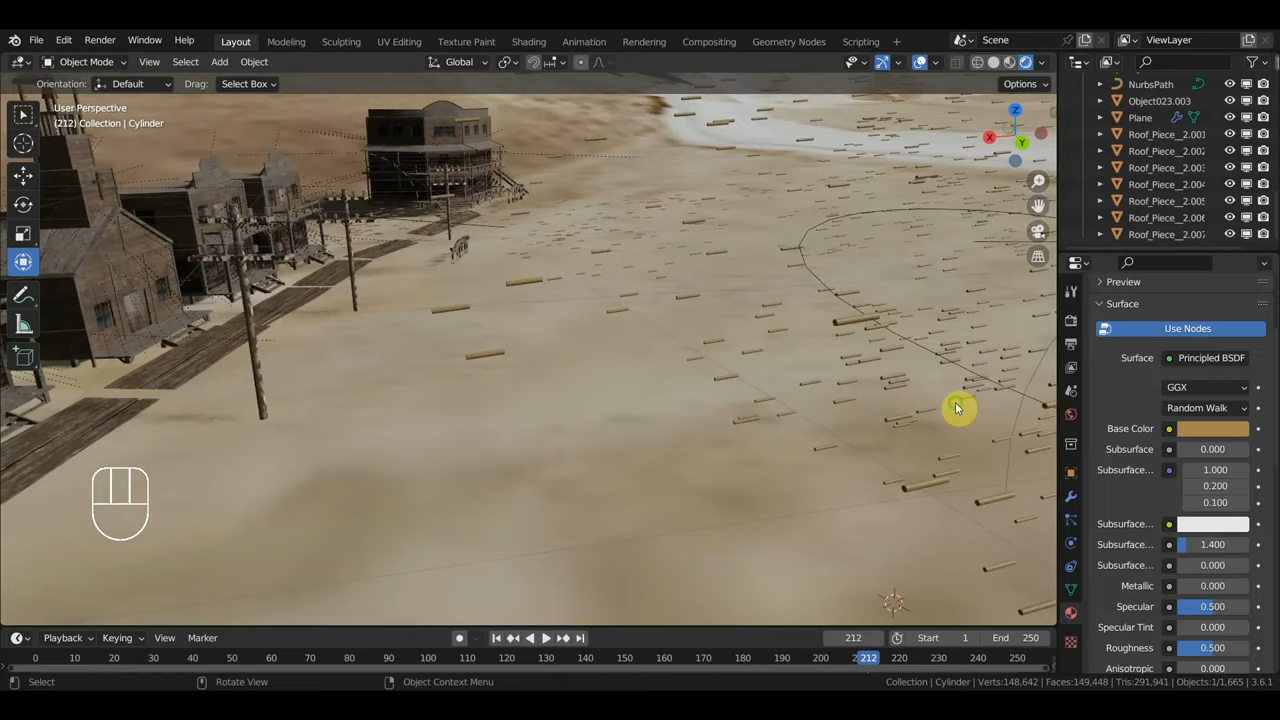 File Edit Render Window Help Layout Modeling Sculpting UV Editing Texture Paint Shading Animation Rendering Compositing Geometry Nodes Scripting + Scene ViewLayer
Object Mode View Select Add Object Global
Orientation: Default Drag: Select Box Options
User Perspective
(212) Collection | Cylinder
Z
X
Y
NurbsPath
Object023.003
Plane
Roof_Piece_2.001
Roof_Piece__2.002
Roof_Piece__2.003
Roof_Piece__2.004
Roof_Piece__2.005
Roof_Piece__2.006
Roof_Piece__2.007
Preview
Surface
Use Nodes
Surface Principled BSDF
GGX
Random Walk
Base Color
Subsurface 0.000
Subsurface... 1.000
0.200
0.100
Subsurface...
Subsurface... 1.400
Subsurface... 0.000
Metallic 0.000
Specular 0.500
Specular Tint 0.000
Roughness 0.500
Anisotropic 0.000
Playback Keying View Marker 212 Start 1 End 250
0 10 20 30 40 50 60 70 80 90 100 110 120 130 140 150 160 170 180 190 200 212 220 230 240 250
Select Rotate View Object Context Menu Collection | Cylinder | Verts:148,642 | Faces:149,448 | Tris:291,941 | Objects:1/1,665 | 3.6.1